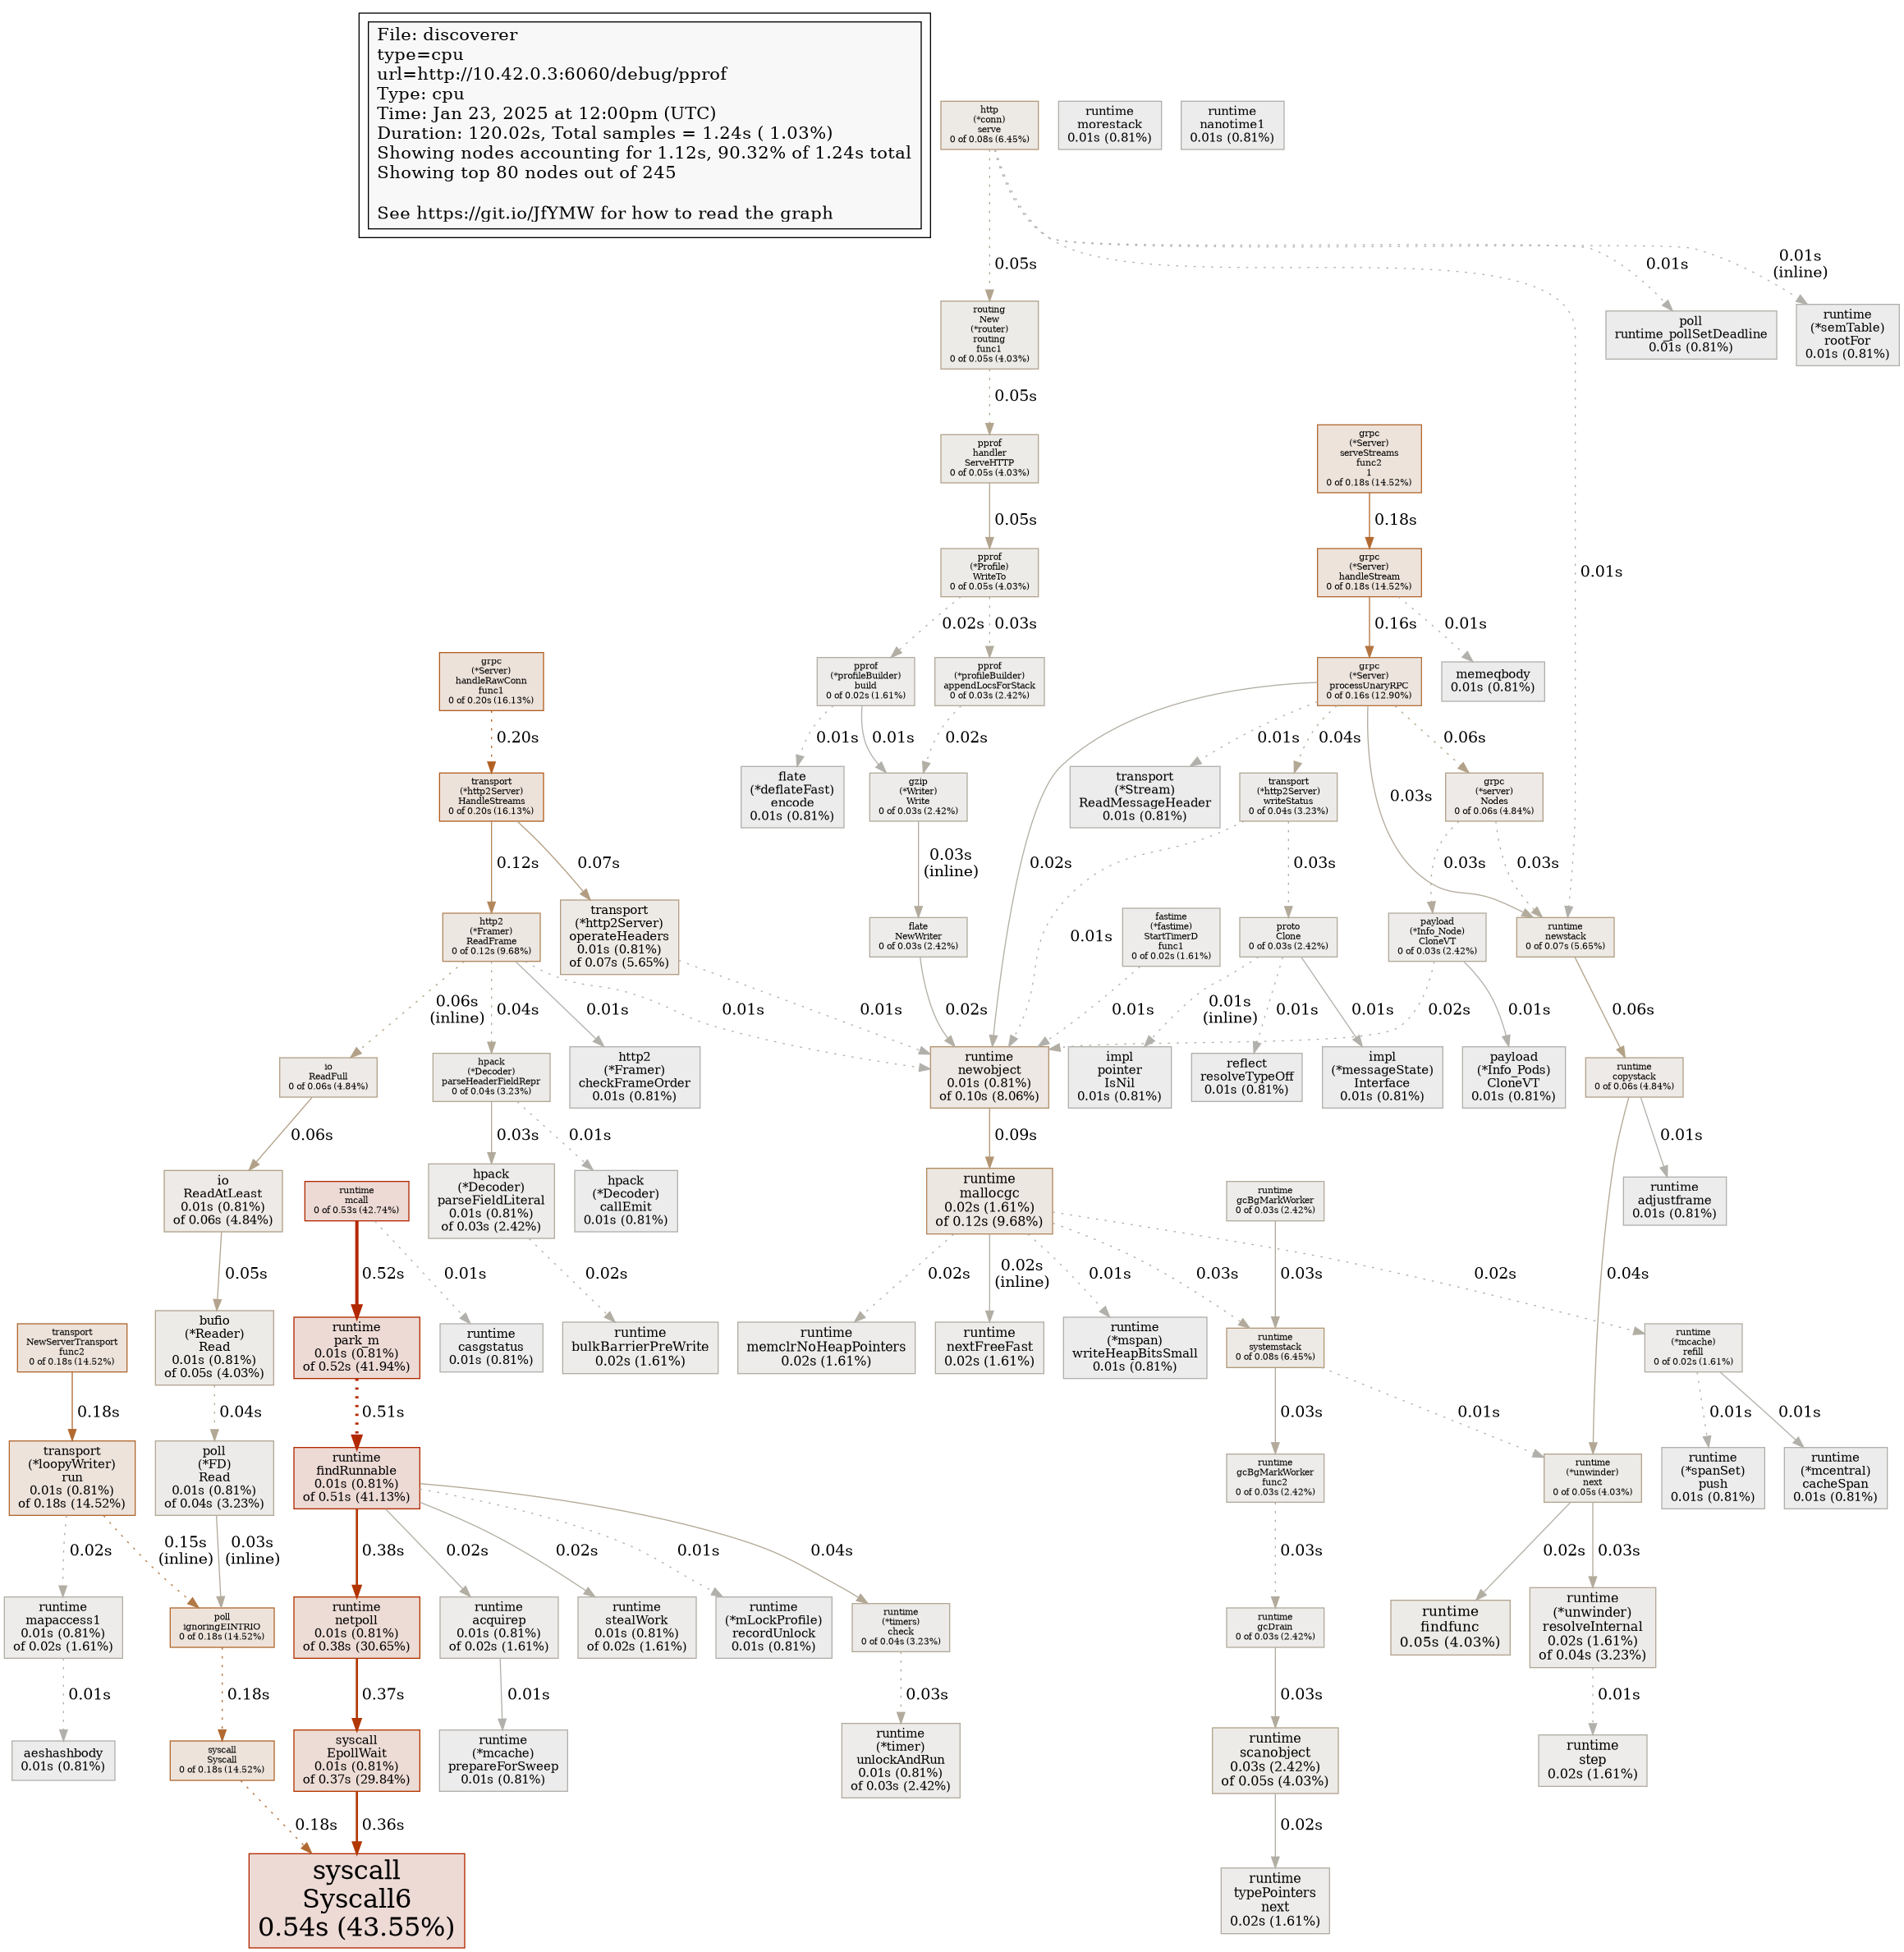 File: discoverer
type=cpu
url=http://10.42.0.3:6060/debug/pprof
Type: cpu
Time: Jan 23, 2025 at 12:00pm (UTC)
Duration: 120.02s, Total samples = 1.24s ( 1.03%)
Showing nodes accounting for 1.12s, 90.32% of 1.24s total
Showing top 80 nodes out of 245
See https://git.io/JfYMW for how to read the graph
http
(*conn)
serve
0 of 0.08s (6.45%)
runtime
morestack
0.01s (0.81%)
runtime
nanotime1
0.01s (0.81%)
0.05s
0.01s
0.01s
(inline)
0.01s
routing
New
(*router)
routing
func1
0 of 0.05s (4.03%)
poll
runtime_pollSetDeadline
0.01s (0.81%)
runtime
(*semTable)
rootFor
0.01s (0.81%)
0.05s
pprof
handler
ServeHTTP
0 of 0.05s (4.03%)
grpc
(*Server)
serveStreams
func2
1
0 of 0.18s (14.52%)
0.05s
0.18s
pprof
(*Profile)
WriteTo
0 of 0.05s (4.03%)
grpc
(*Server)
handleStream
0 of 0.18s (14.52%)
0.02s
0.03s
0.16s
0.01s
grpc
(*Server)
handleRawConn
func1
0 of 0.20s (16.13%)
pprof
(*profileBuilder)
build
0 of 0.02s (1.61%)
pprof
(*profileBuilder)
appendLocsForStack
0 of 0.03s (2.42%)
grpc
(*Server)
processUnaryRPC
0 of 0.16s (12.90%)
memeqbody
0.01s (0.81%)
0.20s
0.01s
0.01s
0.02s
0.02s
0.01s
0.04s
0.03s
0.06s
transport
(*http2Server)
HandleStreams
0 of 0.20s (16.13%)
flate
(*deflateFast)
encode
0.01s (0.81%)
gzip
(*Writer)
Write
0 of 0.03s (2.42%)
transport
(*Stream)
ReadMessageHeader
0.01s (0.81%)
transport
(*http2Server)
writeStatus
0 of 0.04s (3.23%)
grpc
(*server)
Nodes
0 of 0.06s (4.84%)
0.12s
0.07s
0.03s
(inline)
0.01s
0.03s
0.03s
0.03s
http2
(*Framer)
ReadFrame
0 of 0.12s (9.68%)
transport
(*http2Server)
operateHeaders
0.01s (0.81%)
of 0.07s (5.65%)
flate
NewWriter
0 of 0.03s (2.42%)
fastime
(*fastime)
StartTimerD
func1
0 of 0.02s (1.61%)
proto
Clone
0 of 0.03s (2.42%)
payload
(*Info_Node)
CloneVT
0 of 0.03s (2.42%)
runtime
newstack
0 of 0.07s (5.65%)
0.06s
(inline)
0.04s
0.01s
0.01s
0.01s
0.02s
0.01s
0.01s
(inline)
0.01s
0.01s
0.02s
0.01s
0.06s
io
ReadFull
0 of 0.06s (4.84%)
hpack
(*Decoder)
parseHeaderFieldRepr
0 of 0.04s (3.23%)
http2
(*Framer)
checkFrameOrder
0.01s (0.81%)
runtime
newobject
0.01s (0.81%)
of 0.10s (8.06%)
impl
pointer
IsNil
0.01s (0.81%)
reflect
resolveTypeOff
0.01s (0.81%)
impl
(*messageState)
Interface
0.01s (0.81%)
payload
(*Info_Pods)
CloneVT
0.01s (0.81%)
runtime
copystack
0 of 0.06s (4.84%)
0.06s
0.03s
0.01s
0.09s
0.04s
0.01s
io
ReadAtLeast
0.01s (0.81%)
of 0.06s (4.84%)
runtime
mcall
0 of 0.53s (42.74%)
hpack
(*Decoder)
parseFieldLiteral
0.01s (0.81%)
of 0.03s (2.42%)
hpack
(*Decoder)
callEmit
0.01s (0.81%)
runtime
mallocgc
0.02s (1.61%)
of 0.12s (9.68%)
runtime
gcBgMarkWorker
0 of 0.03s (2.42%)
runtime
adjustframe
0.01s (0.81%)
0.05s
0.52s
0.01s
0.02s
0.02s
0.02s
(inline)
0.01s
0.03s
0.03s
0.02s
transport
NewServerTransport
func2
0 of 0.18s (14.52%)
bufio
(*Reader)
Read
0.01s (0.81%)
of 0.05s (4.03%)
runtime
park_m
0.01s (0.81%)
of 0.52s (41.94%)
runtime
casgstatus
0.01s (0.81%)
runtime
bulkBarrierPreWrite
0.02s (1.61%)
runtime
memclrNoHeapPointers
0.02s (1.61%)
runtime
nextFreeFast
0.02s (1.61%)
runtime
(*mspan)
writeHeapBitsSmall
0.01s (0.81%)
runtime
systemstack
0 of 0.08s (6.45%)
runtime
(*mcache)
refill
0 of 0.02s (1.61%)
0.18s
0.04s
0.51s
0.03s
0.01s
0.01s
0.01s
transport
(*loopyWriter)
run
0.01s (0.81%)
of 0.18s (14.52%)
poll
(*FD)
Read
0.01s (0.81%)
of 0.04s (3.23%)
runtime
findRunnable
0.01s (0.81%)
of 0.51s (41.13%)
runtime
gcBgMarkWorker
func2
0 of 0.03s (2.42%)
runtime
(*unwinder)
next
0 of 0.05s (4.03%)
runtime
(*spanSet)
push
0.01s (0.81%)
runtime
(*mcentral)
cacheSpan
0.01s (0.81%)
0.02s
0.15s
(inline)
0.03s
(inline)
0.38s
0.02s
0.02s
0.01s
0.04s
0.03s
0.02s
0.03s
runtime
mapaccess1
0.01s (0.81%)
of 0.02s (1.61%)
poll
ignoringEINTRIO
0 of 0.18s (14.52%)
runtime
netpoll
0.01s (0.81%)
of 0.38s (30.65%)
runtime
acquirep
0.01s (0.81%)
of 0.02s (1.61%)
runtime
stealWork
0.01s (0.81%)
of 0.02s (1.61%)
runtime
(*mLockProfile)
recordUnlock
0.01s (0.81%)
runtime
(*timers)
check
0 of 0.04s (3.23%)
runtime
gcDrain
0 of 0.03s (2.42%)
runtime
findfunc
0.05s (4.03%)
runtime
(*unwinder)
resolveInternal
0.02s (1.61%)
of 0.04s (3.23%)
0.01s
0.18s
0.37s
0.01s
0.03s
0.03s
0.01s
aeshashbody
0.01s (0.81%)
syscall
Syscall
0 of 0.18s (14.52%)
syscall
EpollWait
0.01s (0.81%)
of 0.37s (29.84%)
runtime
(*mcache)
prepareForSweep
0.01s (0.81%)
runtime
(*timer)
unlockAndRun
0.01s (0.81%)
of 0.03s (2.42%)
runtime
scanobject
0.03s (2.42%)
of 0.05s (4.03%)
runtime
step
0.02s (1.61%)
0.18s
0.36s
0.02s
syscall
Syscall6
0.54s (43.55%)
runtime
typePointers
next
0.02s (1.61%)